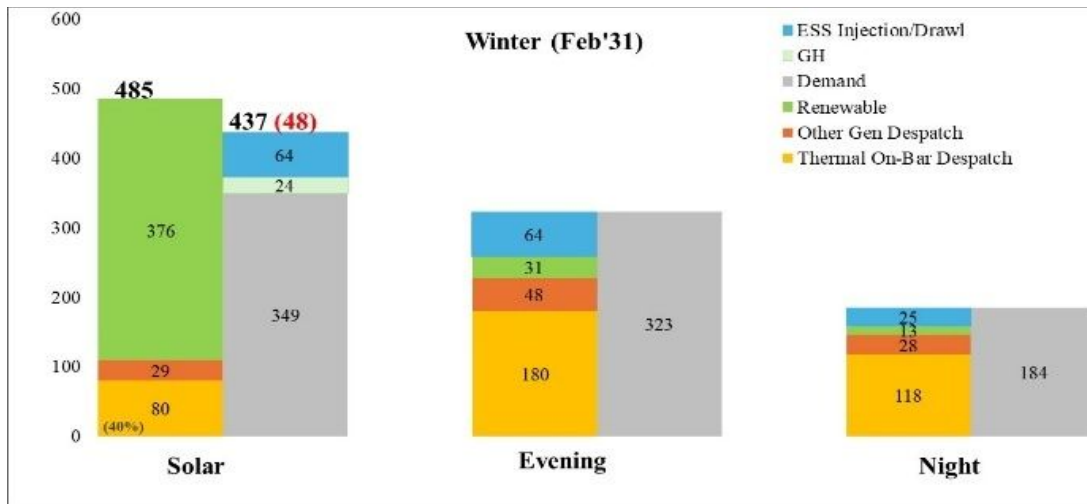 Winter (Feb'31)
ESS Injection/Drawl
GH
Demand
Renewable
Other Gen Despatch
Thermal On-Bar Despatch
600
500
400
300
200
100
0
485
376
29
80
(40%)
437 (48)
64
24
349
Solar
64
31
48
180
323
Evening
25
13
28
118
184
Night